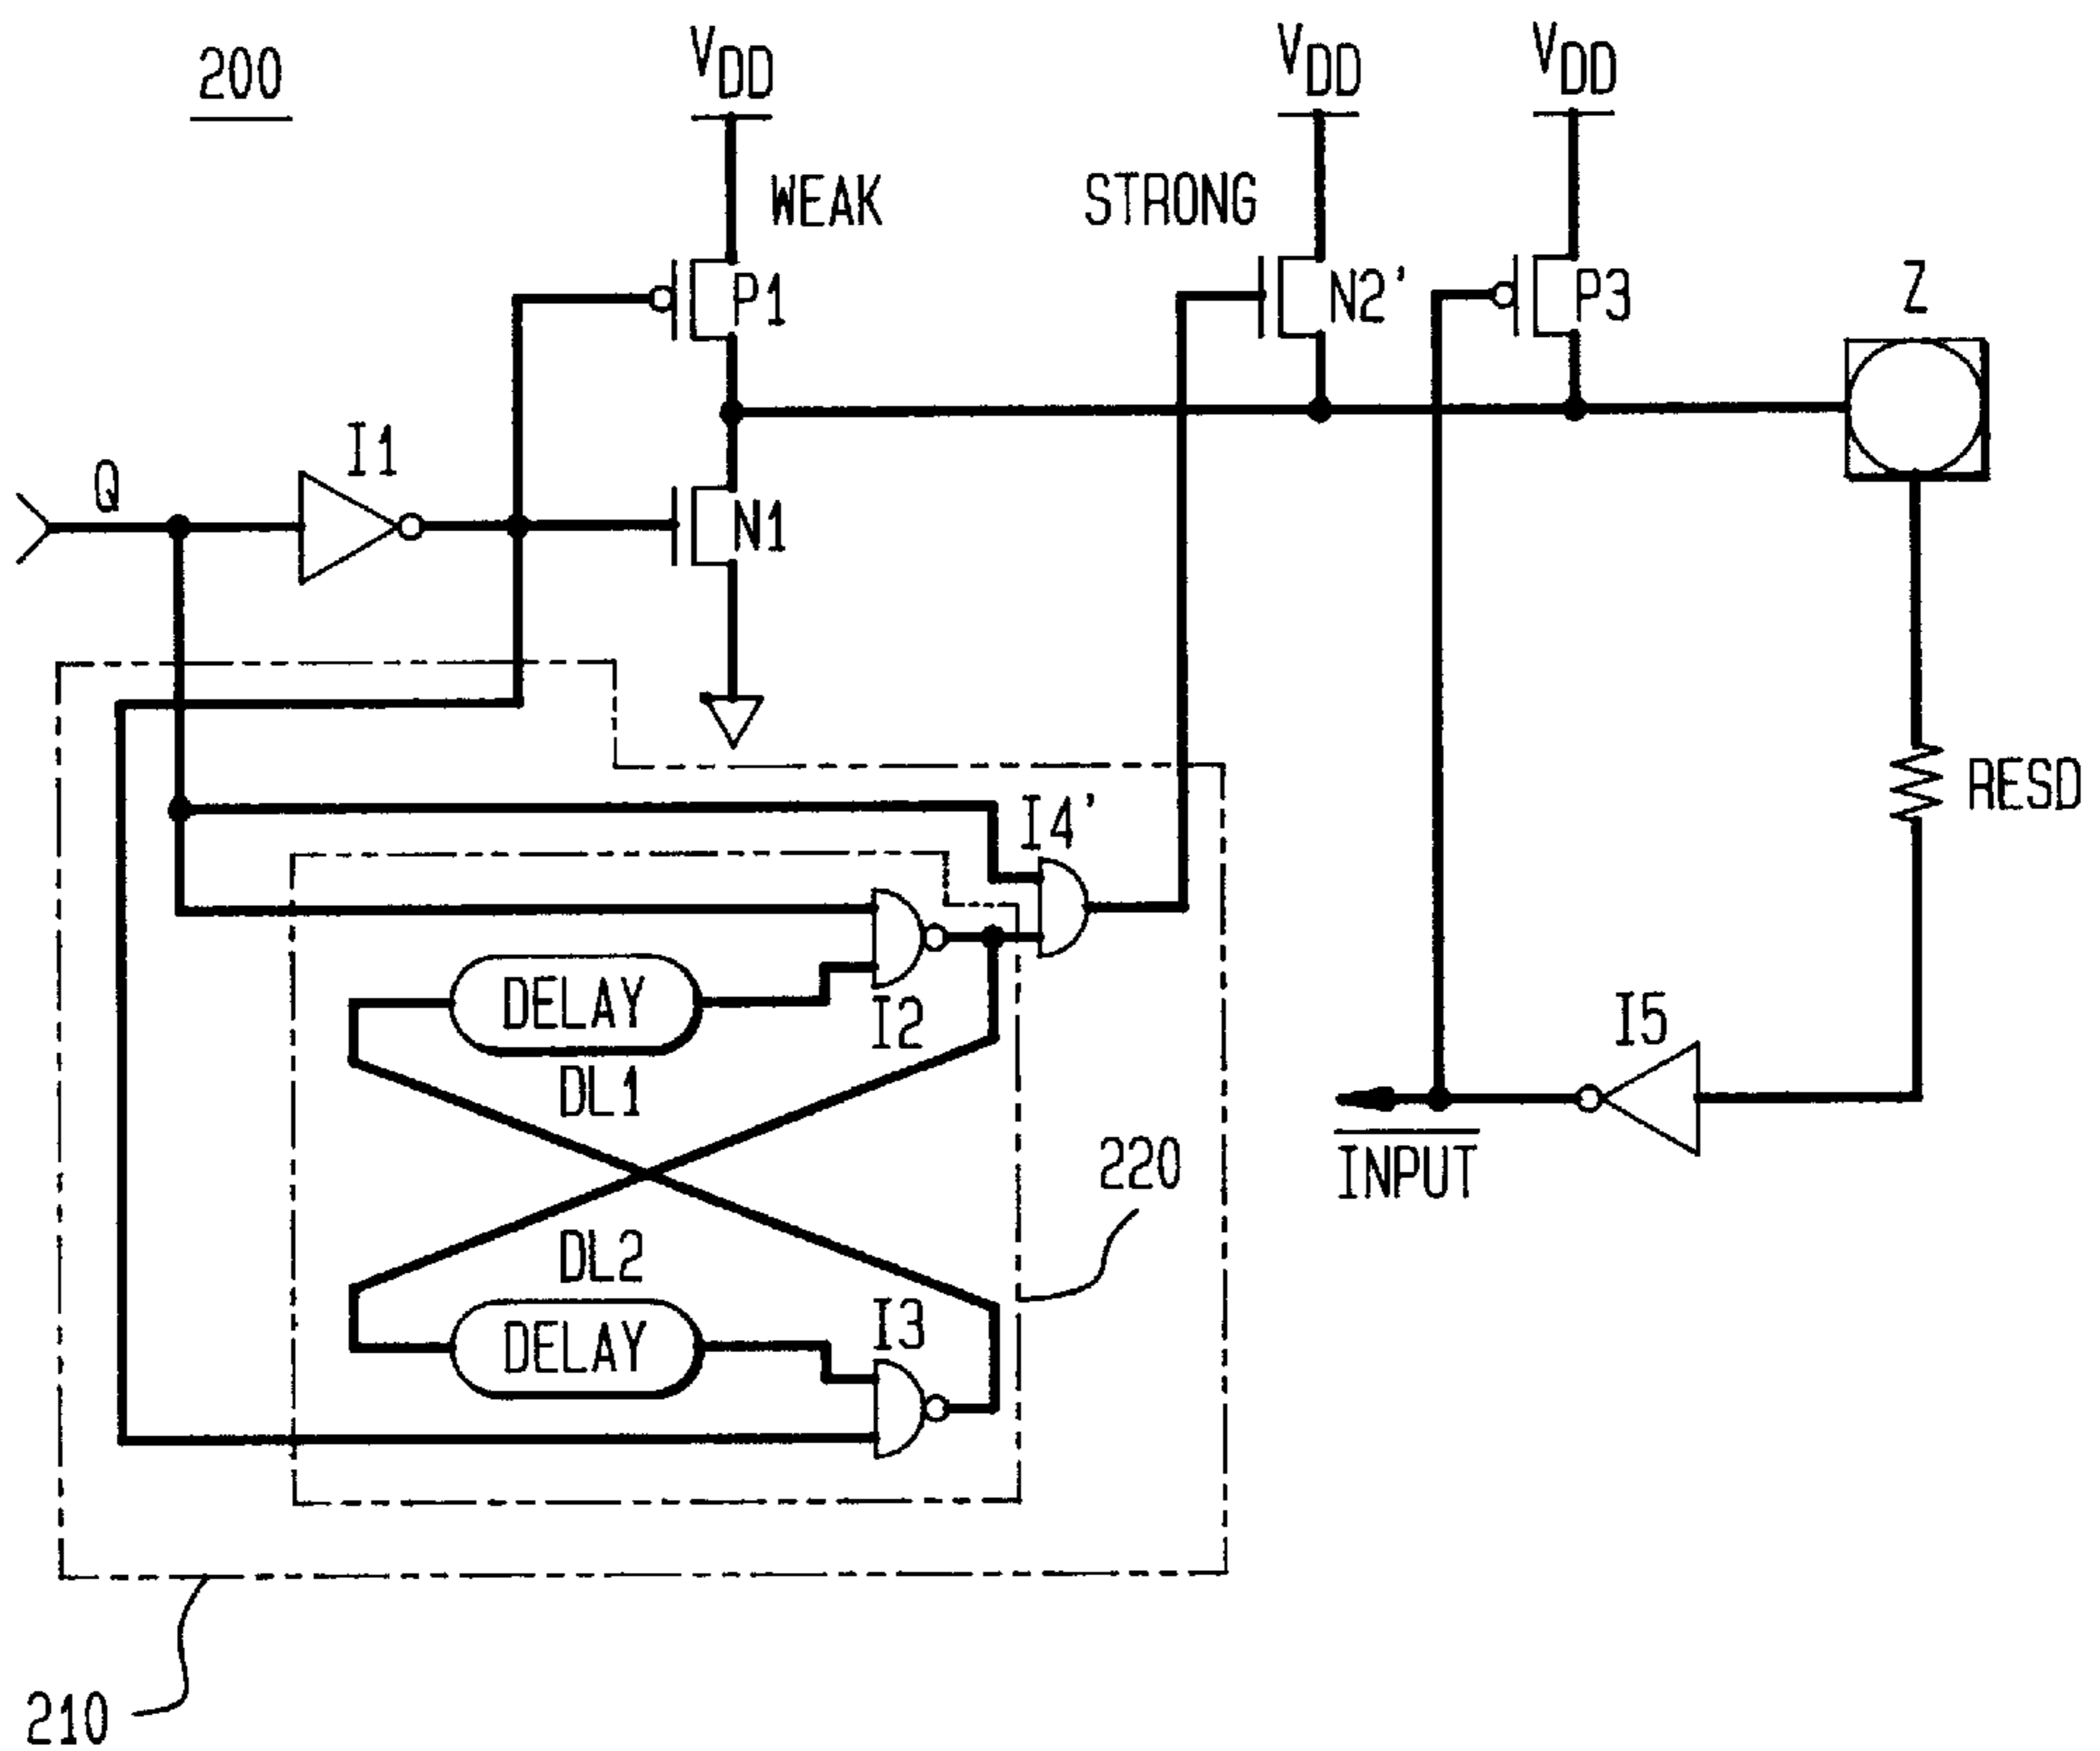 200
VDD
VDD
VDD
WEAK
STRONG
P1
N2'
P3
Z
Q
I1
N1
RESD
I4'
DELAY
I2
DL1
I5
INPUT
220
DL2
DELAY
I3
210